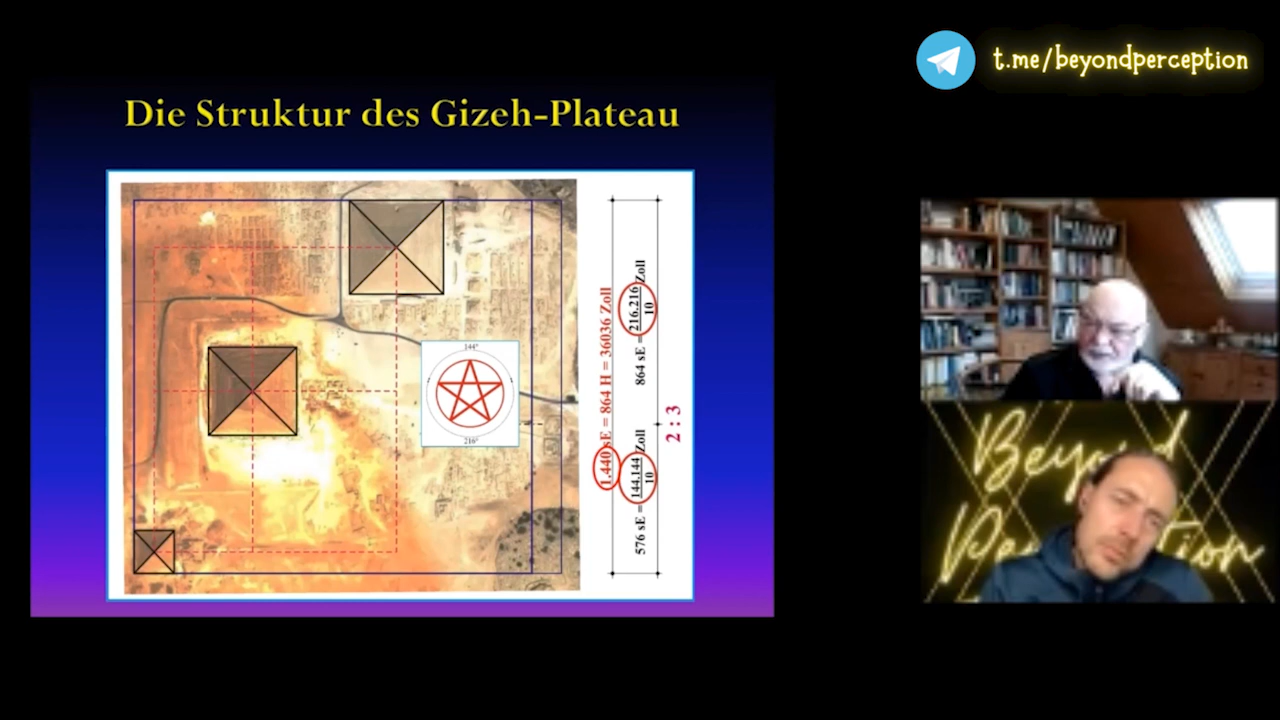 t.me/beyondperception
Die Struktur des Gizeh-Plateau
144°
216°
1.440 sE = 864 H = 36036 Zoll
576 sE = 144.144/10 Zoll
864 sE = 216.216/10 Zoll
2 : 3
Beyond